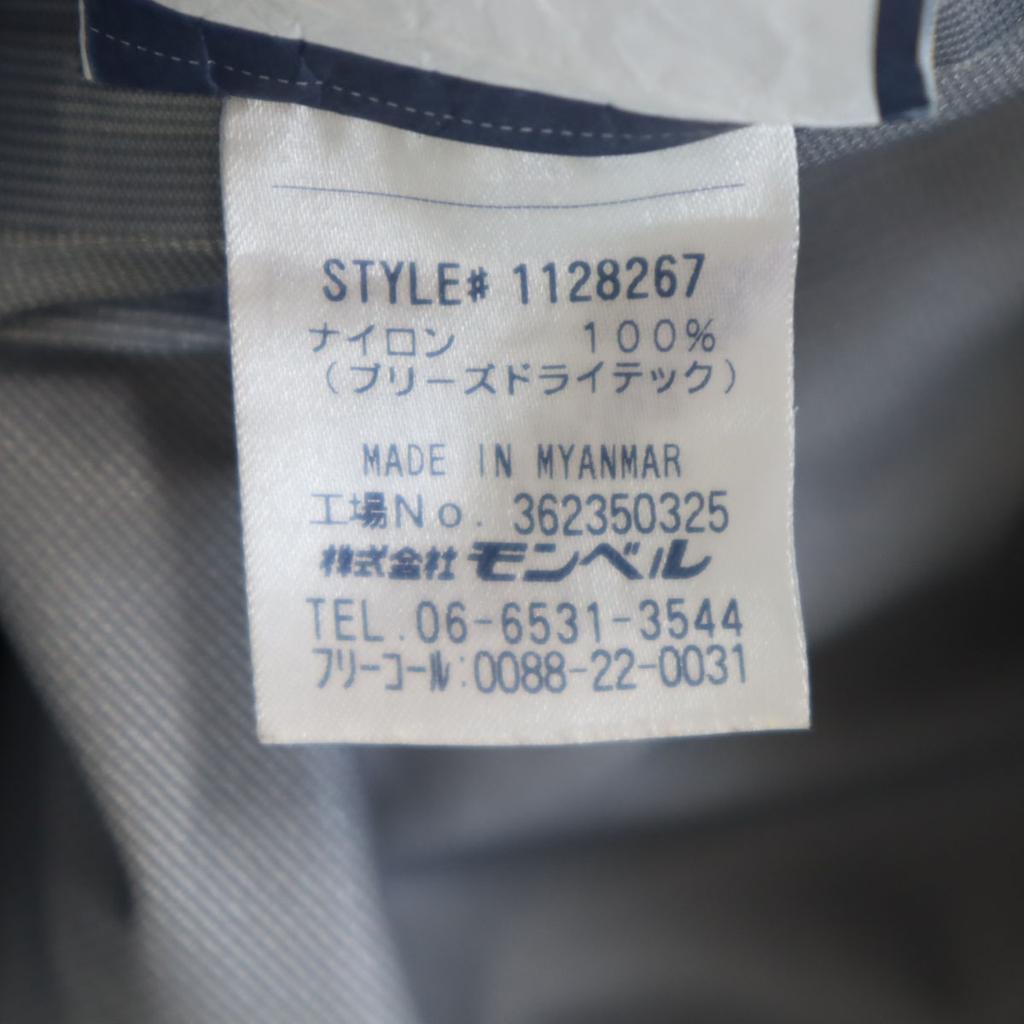 STYLE# 1128267
ナイロン 100%
（ブリーズドライテック）
MADE IN MYANMAR
工場No. 362350325
株式会社 モンベル
TEL.06-6531-3544
フリーコール:0088-22-0031